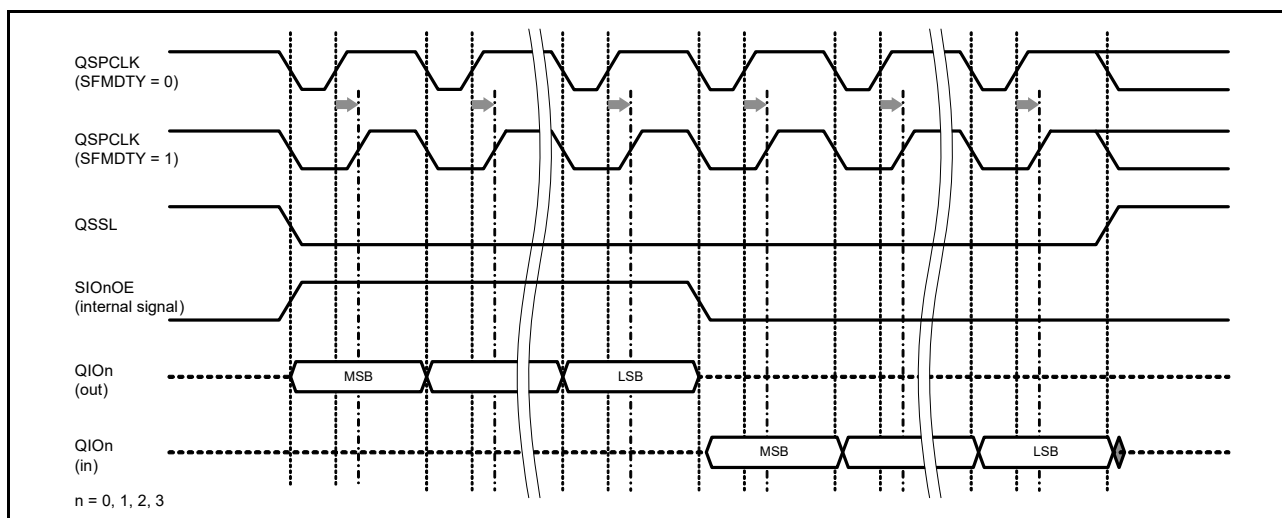 QSPCLK
(SFMDTY = 0)
QSPCLK
(SFMDTY = 1)
QSSL
SIOnOE
(internal signal)
QIOn
(out)
MSB
LSB
QIOn
(in)
MSB
LSB
n = 0, 1, 2, 3